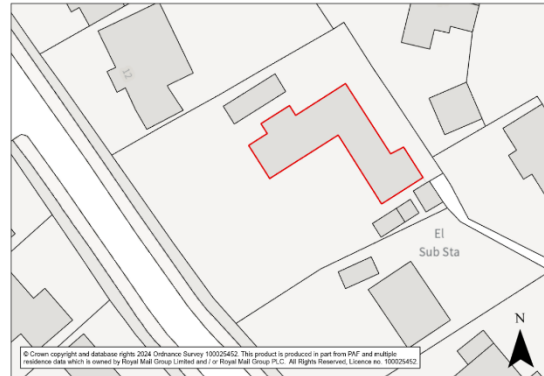 12
El
Sub Sta
N
© Crown copyright and database rights 2024 Ordnance Survey 100025452. This product is produced in part from PAF and multiple
residence data which is owned by Royal Mail Group Limited and / or Royal Mail Group PLC. All Rights Reserved, Licence no. 100025452.